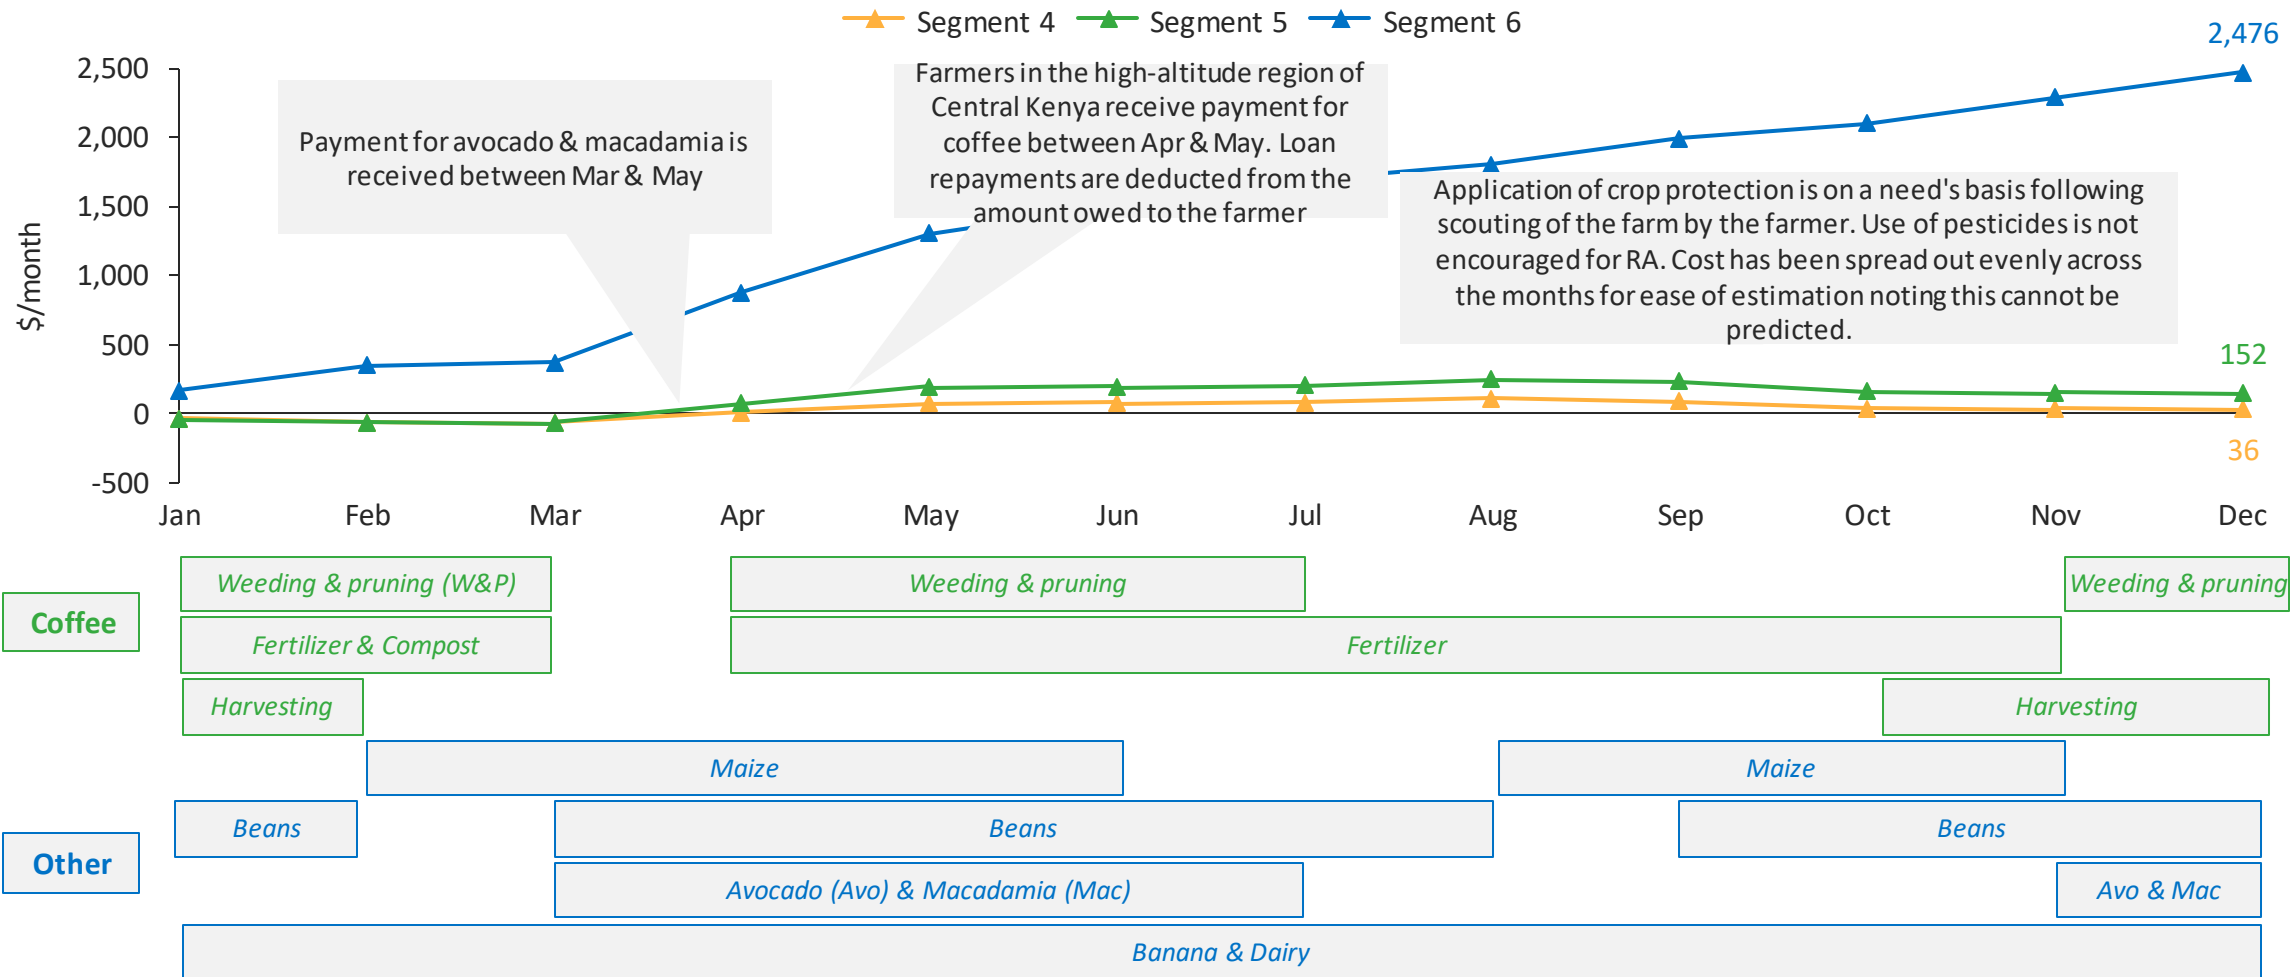 Segment 4
Segment 5
Segment 6
2,476
2,500
2,000
1,500
1,000
500
0
-500
$/month
Payment for avocado & macadamia is
received between Mar & May
Farmers in the high-altitude region of
Central Kenya receive payment for
coffee between Apr & May. Loan
repayments are deducted from the
amount owed to the farmer
Application of crop protection is on a need's basis following
scouting of the farm by the farmer. Use of pesticides is not
encouraged for RA. Cost has been spread out evenly across
the months for ease of estimation noting this cannot be
predicted.
152
36
Jan Feb Mar Apr May Jun Jul Aug Sep Oct Nov Dec
Coffee
Weeding & pruning (W&P)
Weeding & pruning
Weeding & pruning
Fertilizer & Compost
Fertilizer
Harvesting
Harvesting
Other
Maize
Maize
Beans
Beans
Beans
Avocado (Avo) & Macadamia (Mac)
Avo & Mac
Banana & Dairy